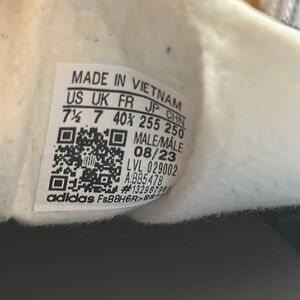 MADE IN VIETNAM
US UK FR JP CHN
7½ 7 40⅔ 255 250
MALE/MÂLE
08/23
LVL 029002
A:BB5478
adidas